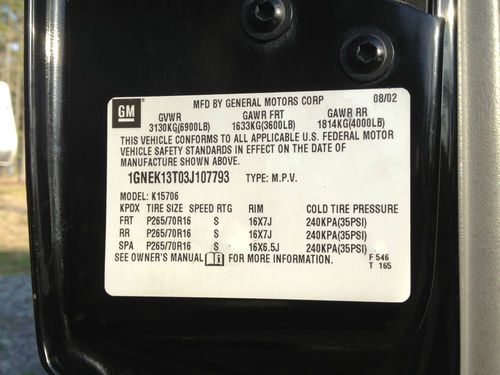 GM
MFD BY GENERAL MOTORS CORP 08/02
GVWR GAWR FRT GAWR RR
3130KG(6900LB) 1633KG(3600LB) 1814KG(4000LB)
THIS VEHICLE CONFORMS TO ALL APPLICABLE U.S. FEDERAL MOTOR
VEHICLE SAFETY STANDARDS IN EFFECT ON THE DATE OF
MANUFACTURE SHOWN ABOVE.
1GNEK13T03J107793 TYPE: M.P.V.
MODEL: K15706
KPDX TIRE SIZE SPEED RTG RIM COLD TIRE PRESSURE
FRT P265/70R16 S 16X7J 240KPA(35PSI)
RR P265/70R16 S 16X7J 240KPA(35PSI)
SPA P265/70R16 S 16X6.5J 240KPA(35PSI)
SEE OWNER'S MANUAL FOR MORE INFORMATION. F 546
T 165